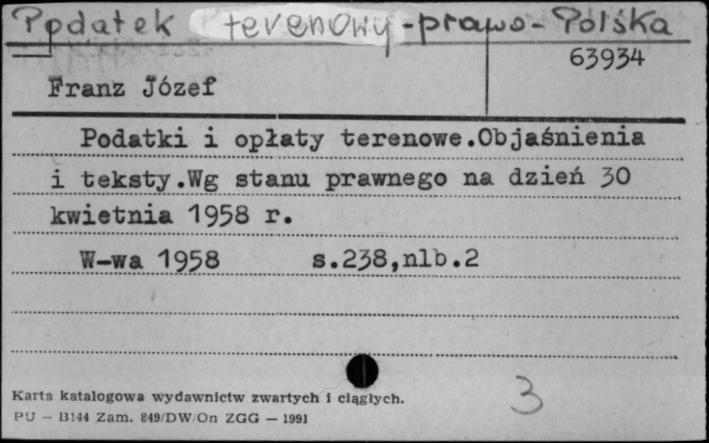 Podatek terenowy - prawo - Polska
63934
Franz Józef
Podatki i opłaty terenowe.Objaśnienia
i teksty.Wg stanu prawnego na dzień 30
kwietnia 1958 r.
W-wa 1958 s.238,nlb.2
3
Karta katalogowa wydawnictw zwartych i ciągłych.
PU — B144 Zam. 849/DW/On ZGG — 1991